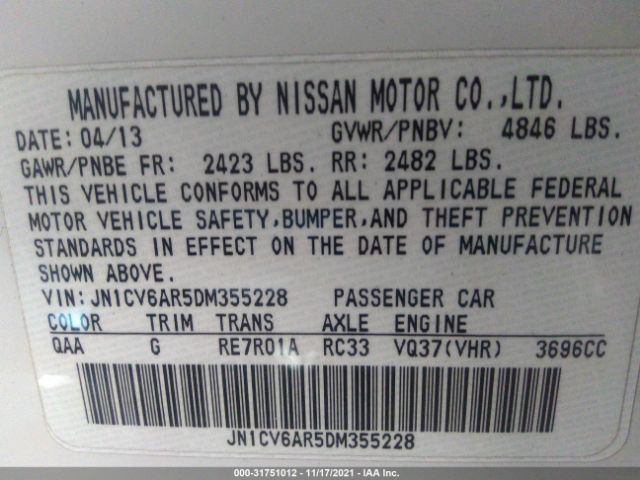 MANUFACTURED BY NISSAN MOTOR CO.,LTD.
DATE: 04/13 GVWR/PNBV: 4846 LBS.
GAWR/PNBE FR: 2423 LBS. RR: 2482 LBS.
THIS VEHICLE CONFORMS TO ALL APPLICABLE FEDERAL
MOTOR VEHICLE SAFETY,BUMPER,AND THEFT PREVENTION
STANDARDS IN EFFECT ON THE DATE OF MANUFACTURE
SHOWN ABOVE.
VIN:JN1CV6AR5DM355228 PASSENGER CAR
COLOR TRIM TRANS AXLE ENGINE
QAA G RE7R01A RC33 VQ37(VHR) 3696CC
JN1CV6AR5DM355228
000-31751012 - 11/17/2021 - IAA Inc.